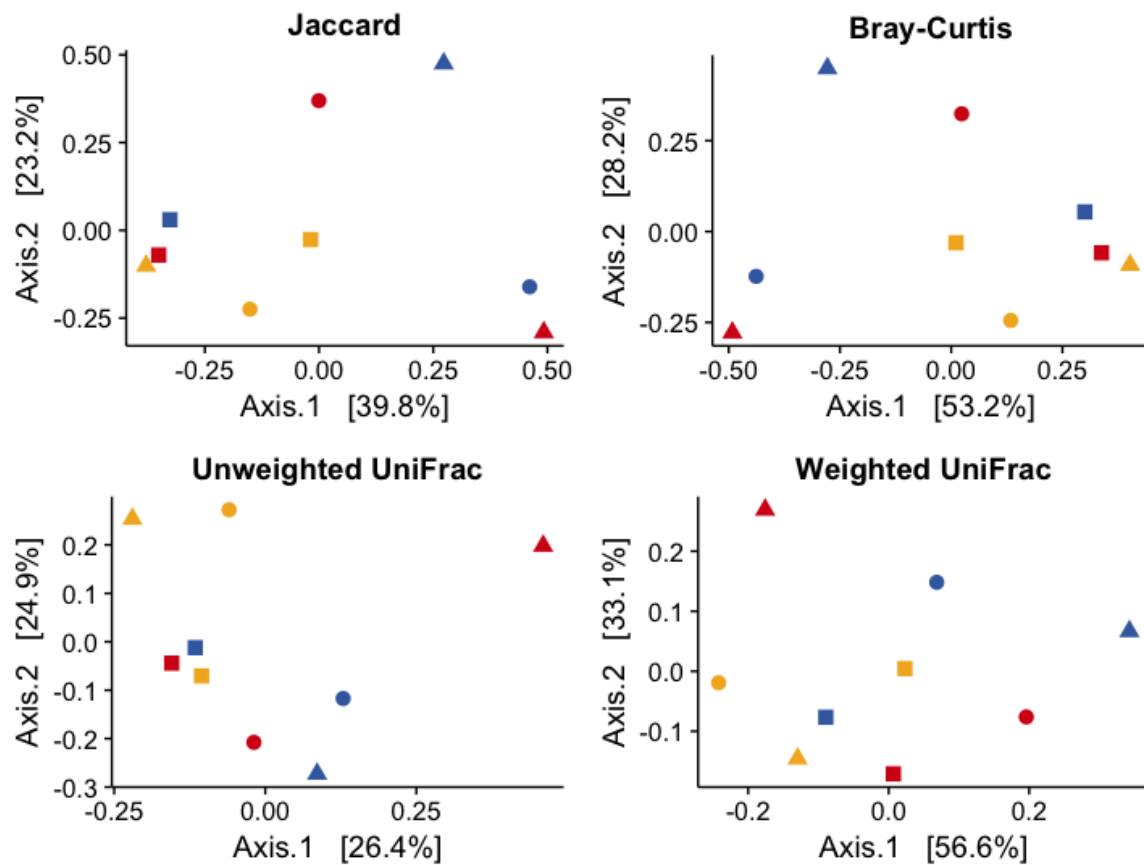 Jaccard
0.50
0.25
0.00
-0.25
Axis.2 [23.2%]
-0.25 0.00 0.25 0.50
Axis.1 [39.8%]
Bray-Curtis
0.25
0.00
-0.25
Axis.2 [28.2%]
-0.50 -0.25 0.00 0.25
Axis.1 [53.2%]
Unweighted UniFrac
0.2
0.1
0.0
-0.1
-0.2
-0.3
Axis.2 [24.9%]
-0.25 0.00 0.25
Axis.1 [26.4%]
Weighted UniFrac
0.2
0.1
0.0
-0.1
Axis.2 [33.1%]
-0.2 0.0 0.2
Axis.1 [56.6%]